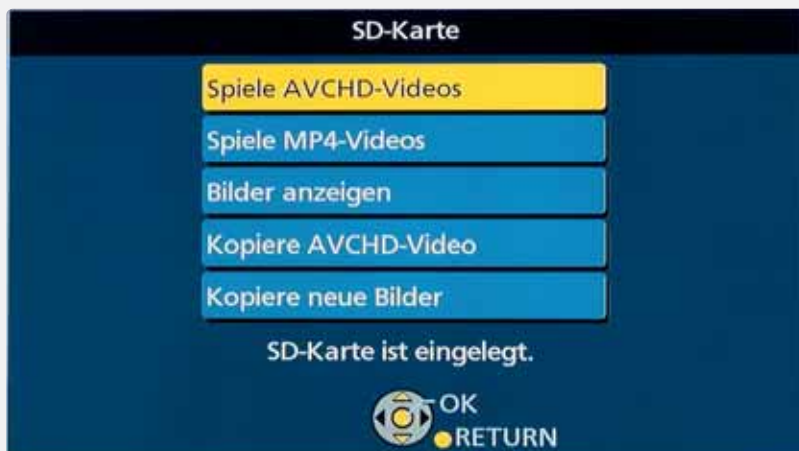 SD-Karte
Spiele AVCHD-Videos
Spiele MP4-Videos
Bilder anzeigen
Kopiere AVCHD-Video
Kopiere neue Bilder
SD-Karte ist eingelegt.
OK
RETURN